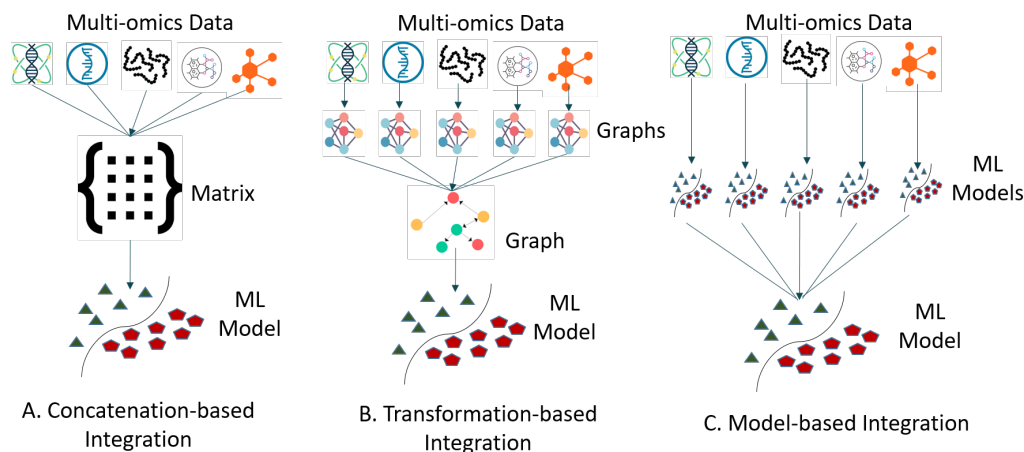 Multi-omics Data
Matrix
ML
Model
A. Concatenation-based
Integration
Multi-omics Data
Graphs
Graph
ML
Model
B. Transformation-based
Integration
Multi-omics Data
ML
Models
ML
Model
C. Model-based Integration